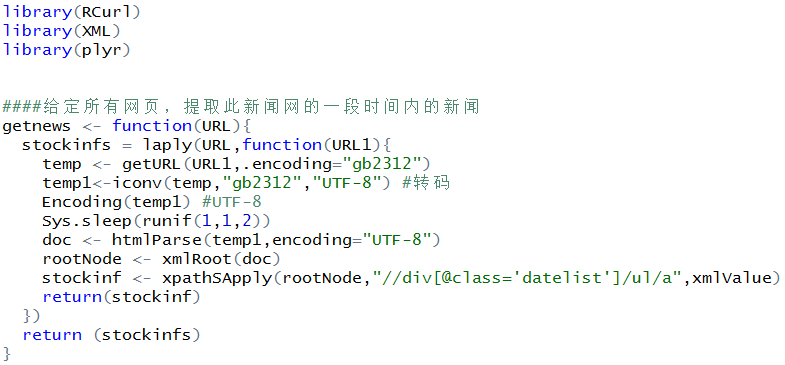 library(RCurl)
library(XML)
library(plyr)
####给定所有网页，提取此新闻网的一段时间内的新闻
getnews <- function(URL){
  stockinfs = laply(URL,function(URL1){
    temp <- getURL(URL1,.encoding="gb2312")
    temp1<-iconv(temp,"gb2312","UTF-8") #转码
    Encoding(temp1) #UTF-8
    Sys.sleep(runif(1,1,2))
    doc <- htmlParse(temp1,encoding="UTF-8")
    rootNode <- xmlRoot(doc)
    stockinf <- xpathSApply(rootNode,"//div[@class='datelist']/ul/a",xmlValue)
    return(stockinf)
  })
  return (stockinfs)
}